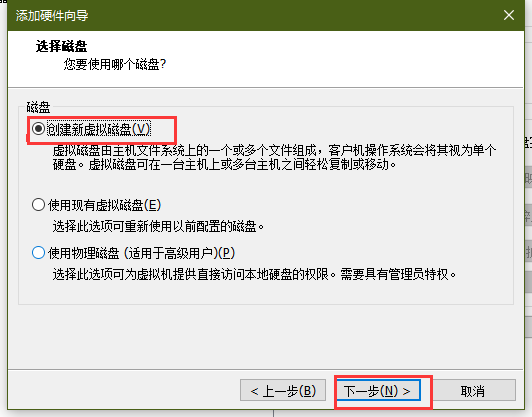 添加硬件向导
选择磁盘
您要使用哪个磁盘?
磁盘
创建新虚拟磁盘(V)
虚拟磁盘由主机文件系统上的一个或多个文件组成，客户机操作系统会将其视为单个
硬盘。虚拟磁盘可在一台主机上或多台主机之间轻松复制或移动。
使用现有虚拟磁盘(E)
选择此选项可重新使用以前配置的磁盘。
使用物理磁盘 (适用于高级用户)(P)
选择此选项可为虚拟机提供直接访问本地硬盘的权限。需要具有管理员特权。
< 上一步(B)
下一步(N) >
取消